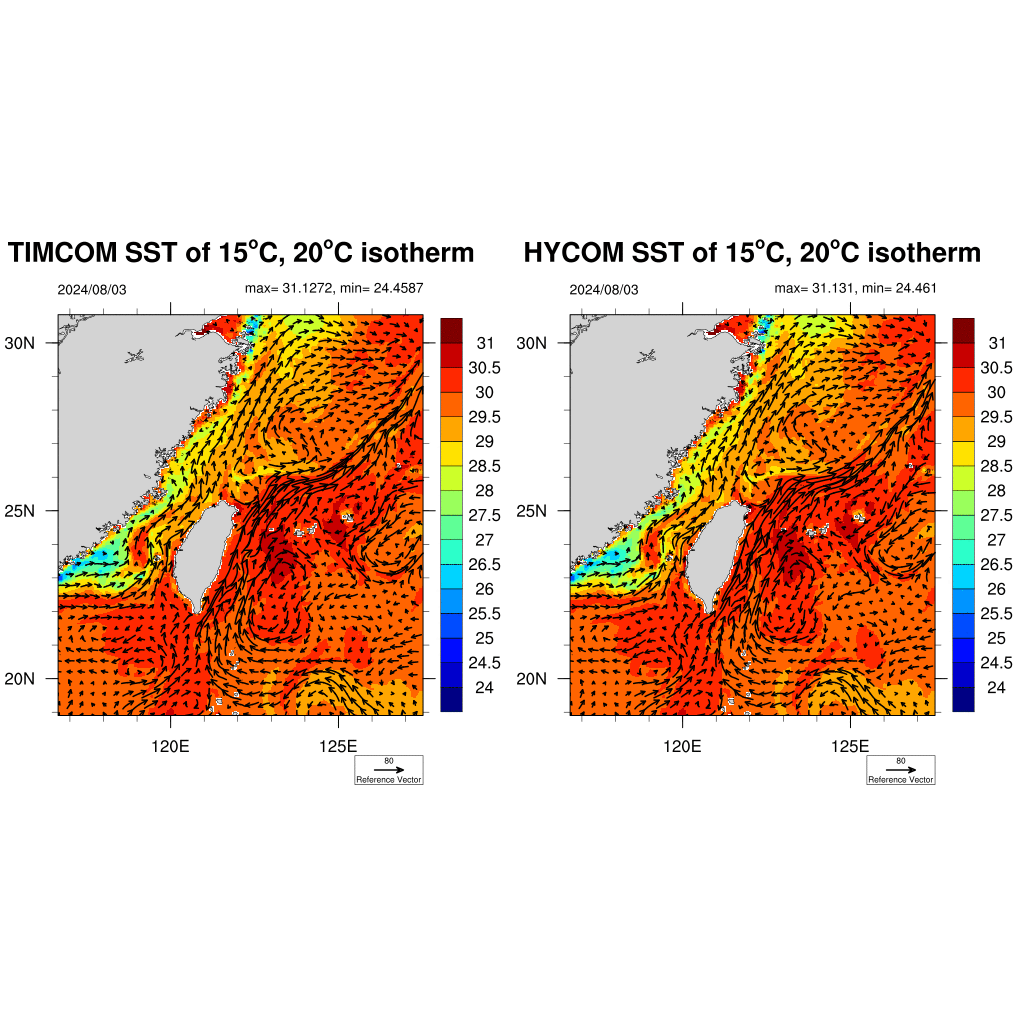 TIMCOM SST of 15°C, 20°C isotherm
2024/08/03
max= 31.1272, min= 24.4587
30N
25N
20N
120E
125E
31
30.5
30
29.5
29
28.5
28
27.5
27
26.5
26
25.5
25
24.5
24
80
Reference Vector
HYCOM SST of 15°C, 20°C isotherm
2024/08/03
max= 31.131, min= 24.461
30N
25N
20N
120E
125E
31
30.5
30
29.5
29
28.5
28
27.5
27
26.5
26
25.5
25
24.5
24
80
Reference Vector